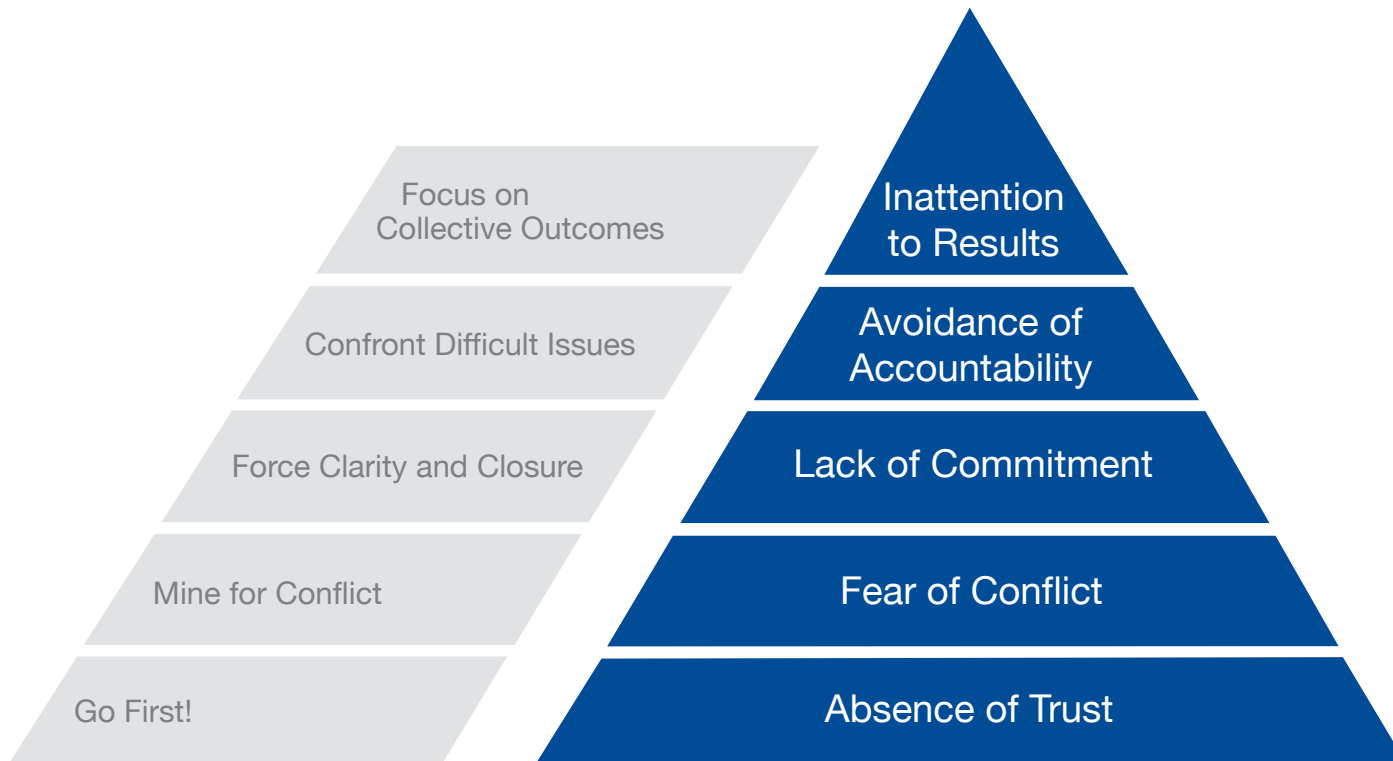 Focus on
Collective Outcomes
Inattention
to Results
Confront Difficult Issues
Avoidance of
Accountability
Force Clarity and Closure
Lack of Commitment
Mine for Conflict
Fear of Conflict
Go First!
Absence of Trust